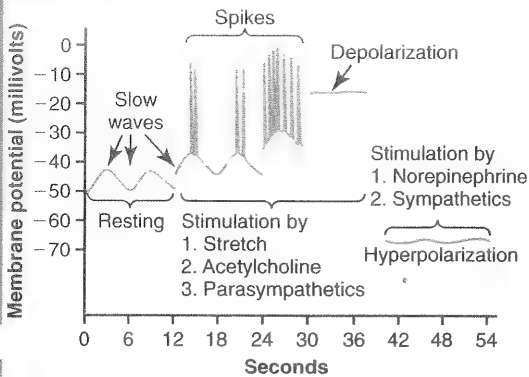 Membrane potential (millivolts)
0
−10
−20
−30
−40
−50
−60
−70
Spikes
Depolarization
Slow
waves
Resting
Stimulation by
1. Stretch
2. Acetylcholine
3. Parasympathetics
Stimulation by
1. Norepinephrine
2. Sympathetics
Hyperpolarization
0 6 12 18 24 30 36 42 48 54
Seconds